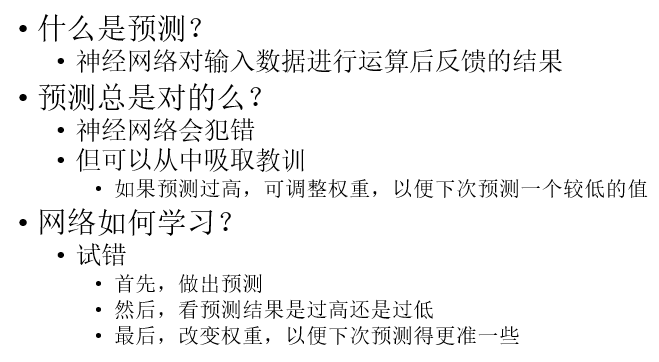 • 什么是预测？
• 神经网络对输入数据进行运算后反馈的结果
• 预测总是对的么？
• 神经网络会犯错
• 但可以从中吸取教训
• 如果预测过高，可调整权重，以便下次预测一个较低的值
• 网络如何学习？
• 试错
• 首先，做出预测
• 然后，看预测结果是过高还是过低
• 最后，改变权重，以便下次预测得更准一些